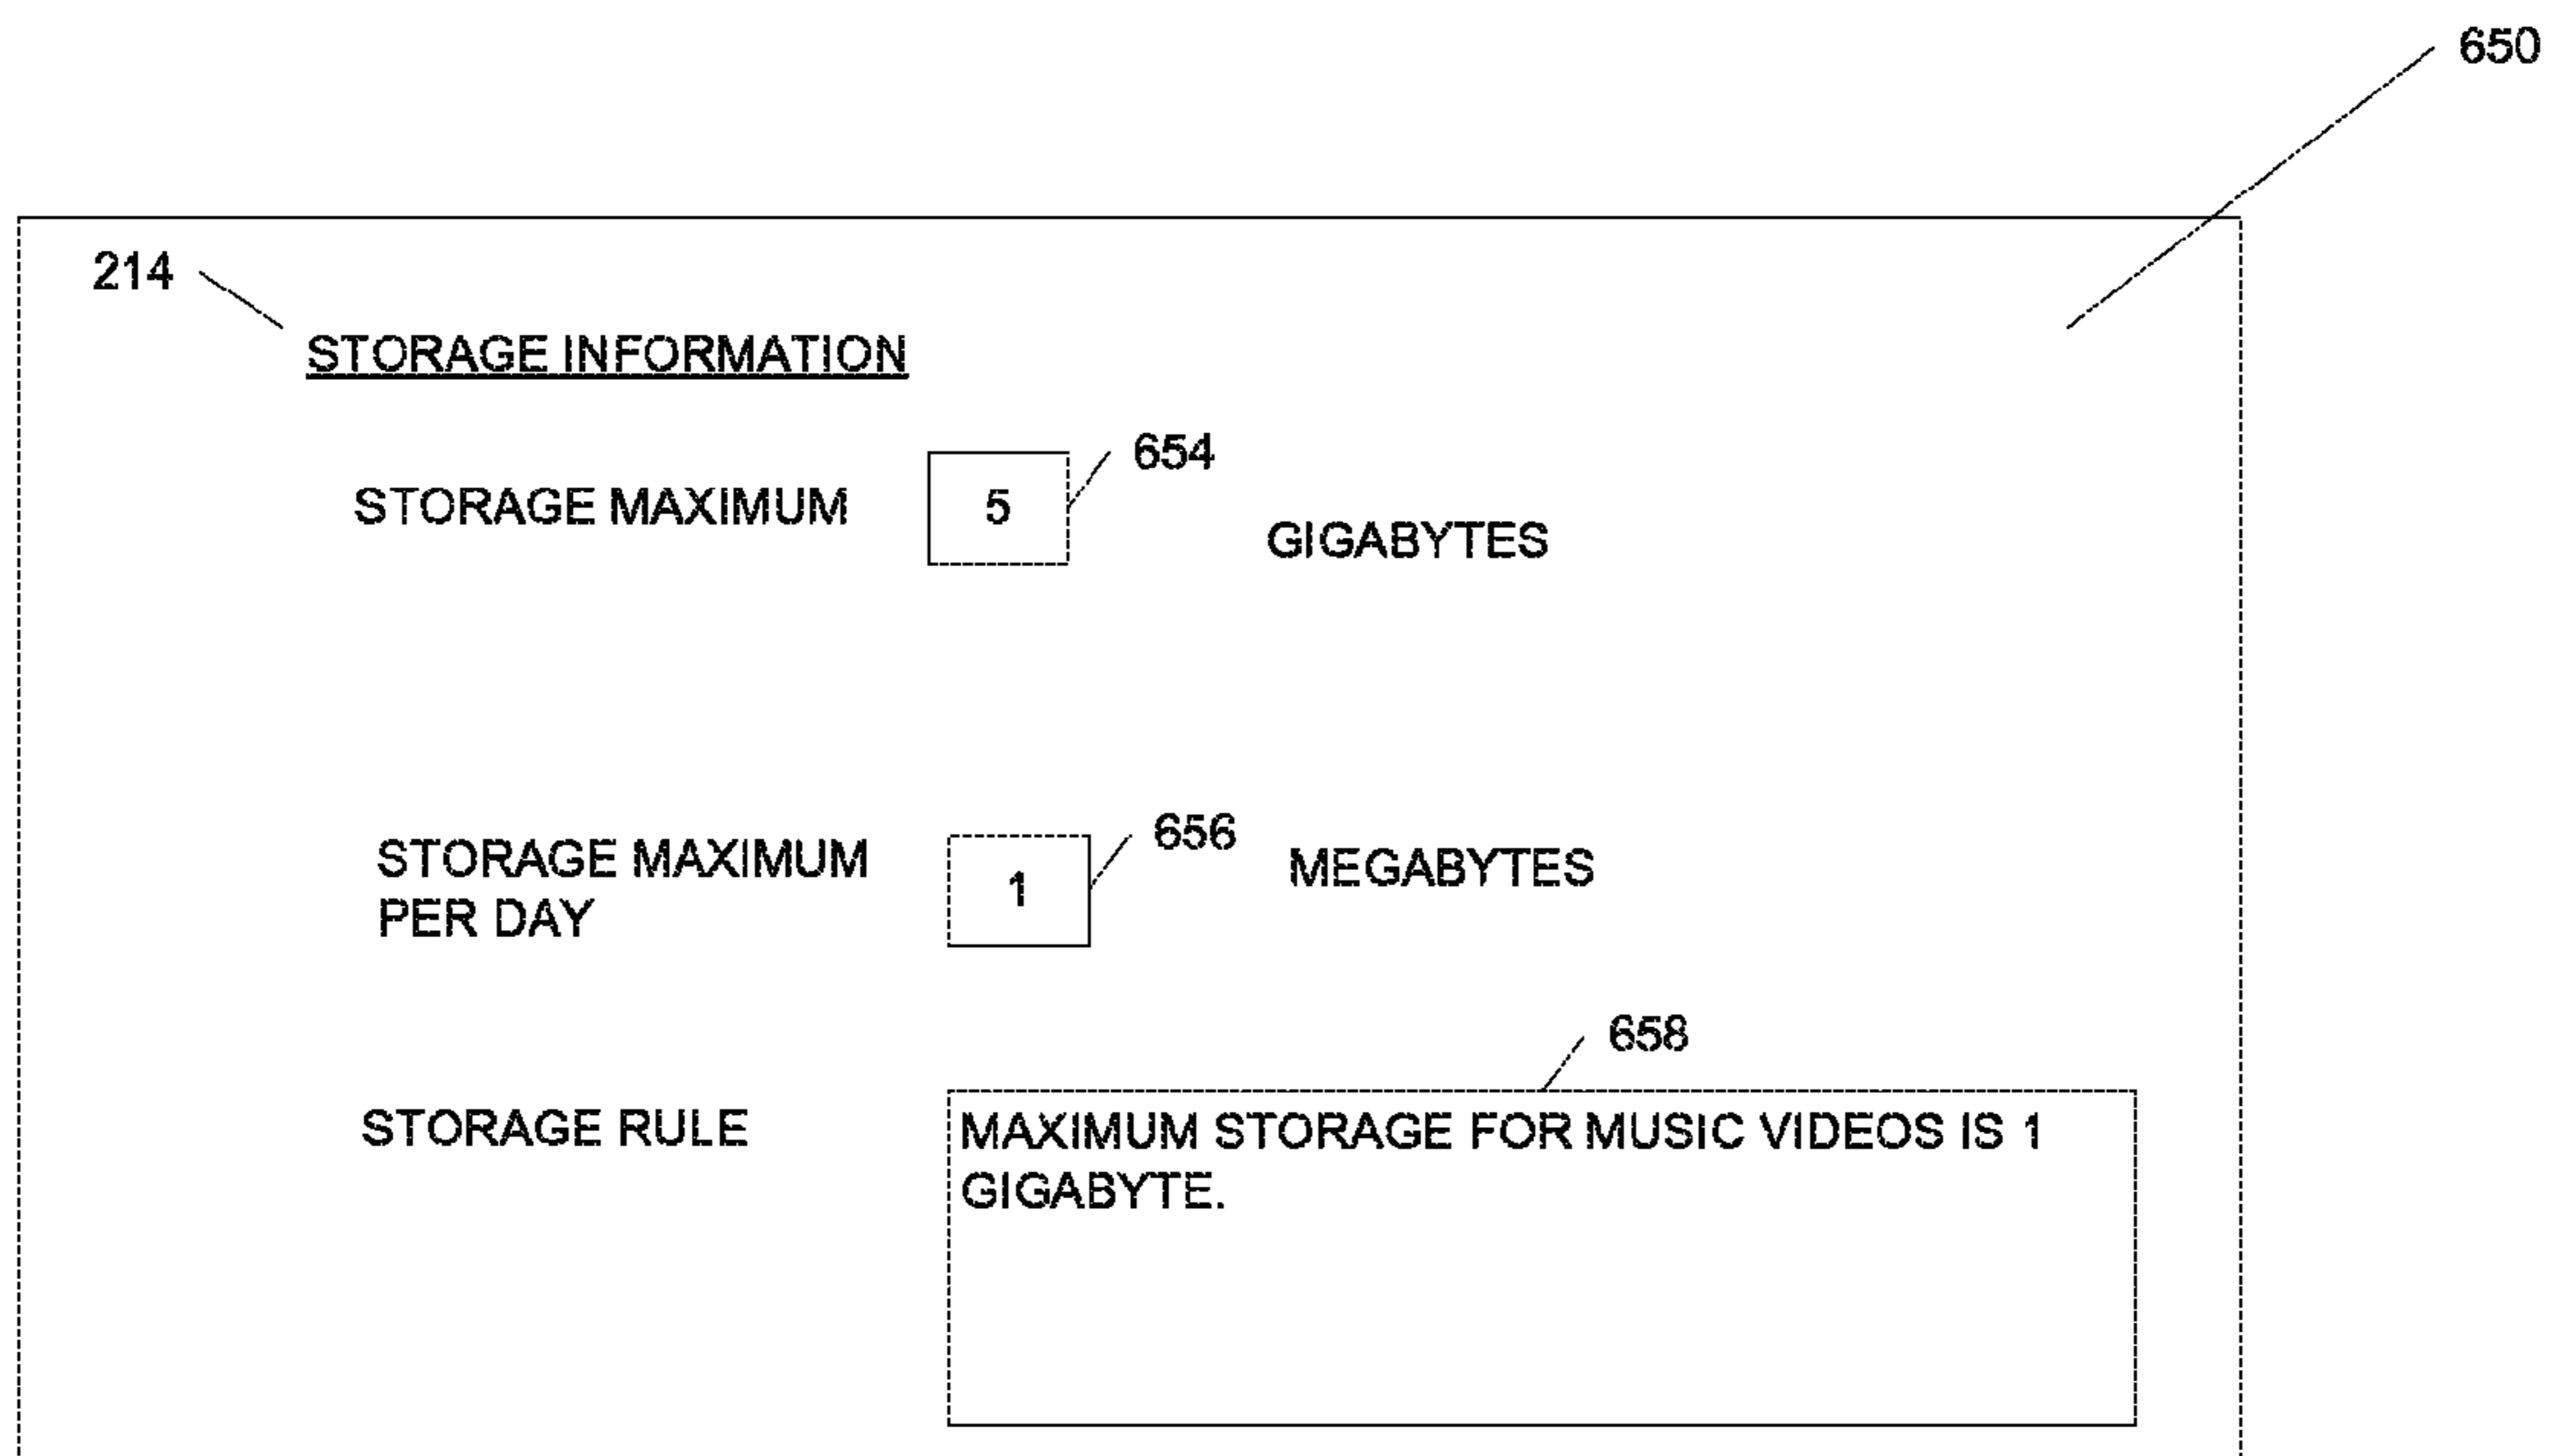 650
214
STORAGE INFORMATION
654
STORAGE MAXIMUM 5 GIGABYTES
656
STORAGE MAXIMUM 1 MEGABYTES
PER DAY
658
STORAGE RULE MAXIMUM STORAGE FOR MUSIC VIDEOS IS 1
GIGABYTE.